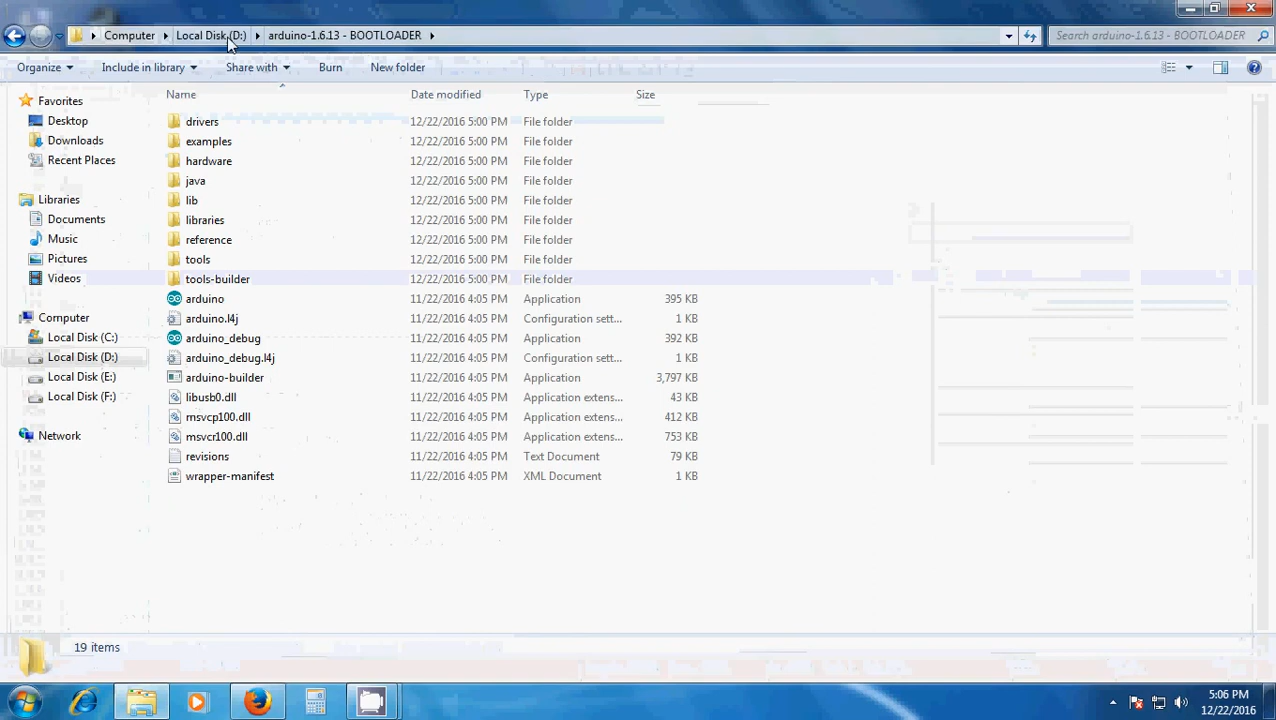 Computer Local Disk (D:) arduino-1.6.13 - BOOTLOADER Search arduino-1.6.13 - BOOTLOADER
Organize Include in library Share with Burn New folder
Name Date modified Type Size
drivers 12/22/2016 5:00 PM File folder
examples 12/22/2016 5:00 PM File folder
hardware 12/22/2016 5:00 PM File folder
java 12/22/2016 5:00 PM File folder
lib 12/22/2016 5:00 PM File folder
libraries 12/22/2016 5:00 PM File folder
reference 12/22/2016 5:00 PM File folder
tools 12/22/2016 5:00 PM File folder
tools-builder 12/22/2016 5:00 PM File folder
arduino 11/22/2016 4:05 PM Application 395 KB
arduino.l4j 11/22/2016 4:05 PM Configuration sett... 1 KB
arduino_debug 11/22/2016 4:05 PM Application 392 KB
arduino_debug.l4j 11/22/2016 4:05 PM Configuration sett... 1 KB
arduino-builder 11/22/2016 4:05 PM Application 3,797 KB
libusb0.dll 11/22/2016 4:05 PM Application extens... 43 KB
msvcp100.dll 11/22/2016 4:05 PM Application extens... 412 KB
msvcr100.dll 11/22/2016 4:05 PM Application extens... 753 KB
revisions 11/22/2016 4:05 PM Text Document 79 KB
wrapper-manifest 11/22/2016 4:05 PM XML Document 1 KB
Favorites
Desktop
Downloads
Recent Places
Libraries
Documents
Music
Pictures
Videos
Computer
Local Disk (C:)
Local Disk (D:)
Local Disk (E:)
Local Disk (F:)
Network
19 items
5:06 PM
12/22/2016